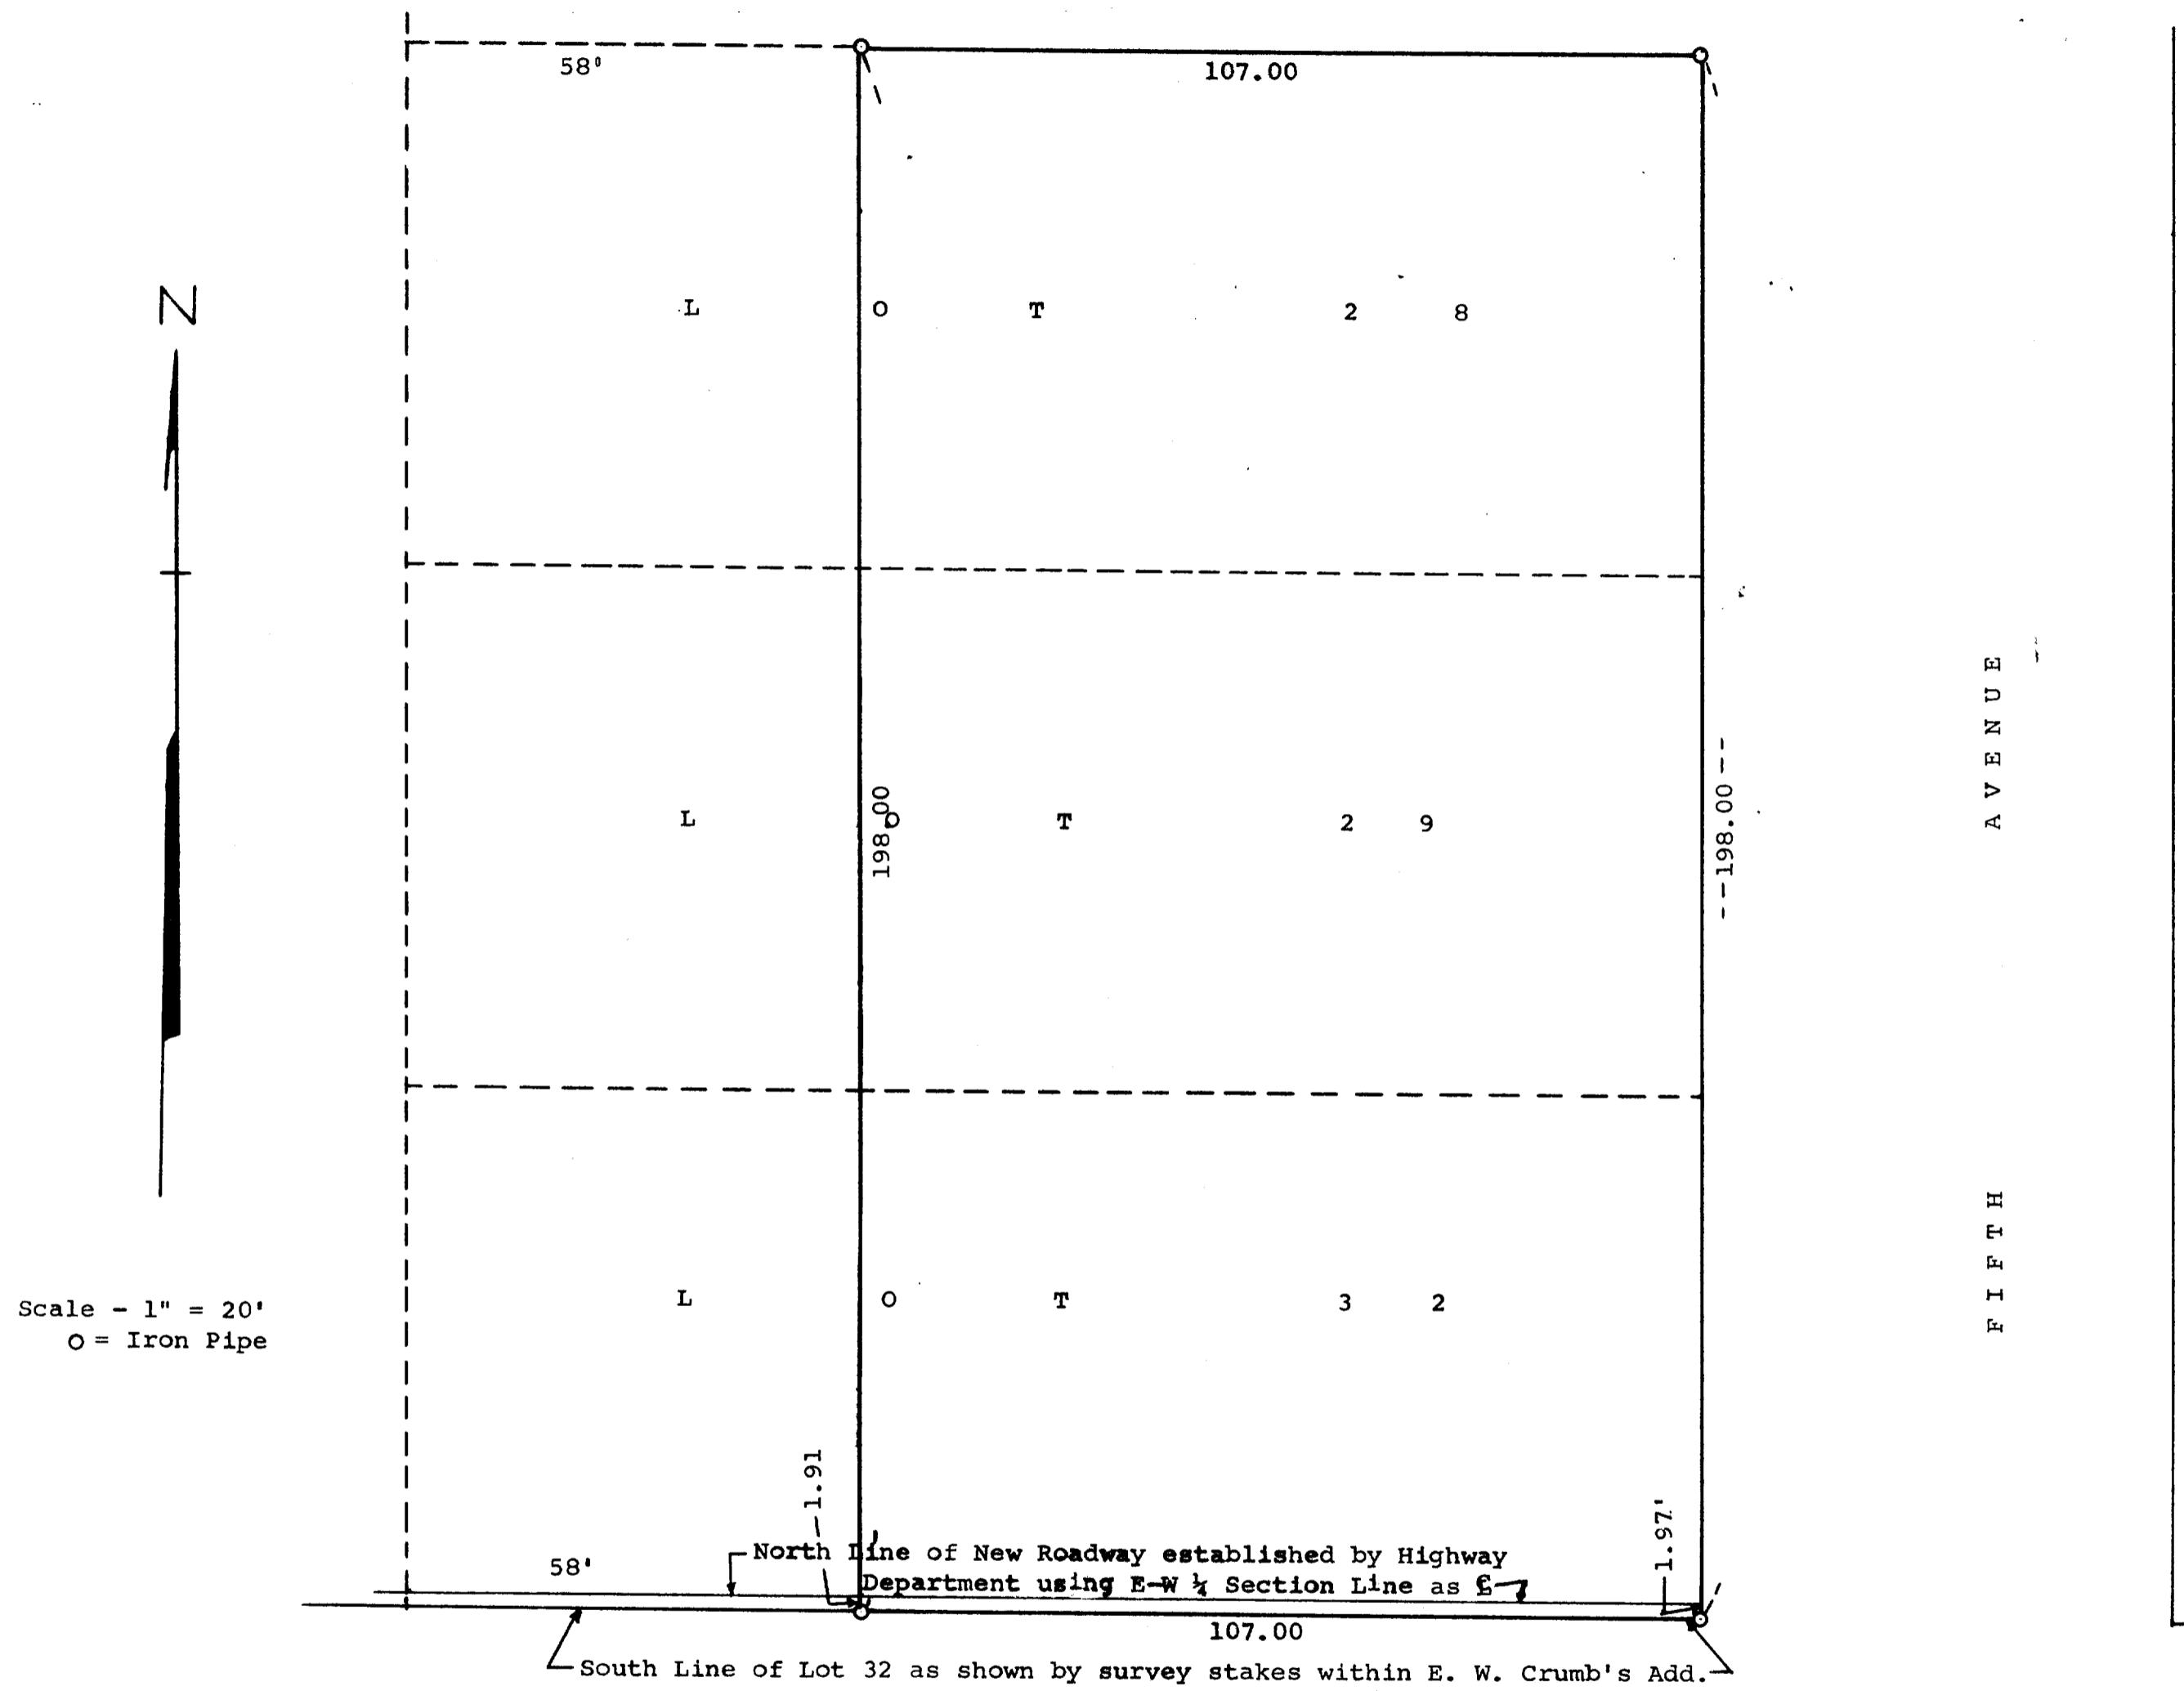 58'
107.00
N
L O T 2 8
L O T 2 9
198.00
--198.00--
FIFTH AVENUE
L O T 3 2
Scale - 1" = 20'
o = Iron Pipe
1.91'
1.97'
58'
North Line of New Roadway established by Highway
Department using E-W ¼ Section Line as ℄
107.00
South Line of Lot 32 as shown by survey stakes within E. W. Crumb's Add.